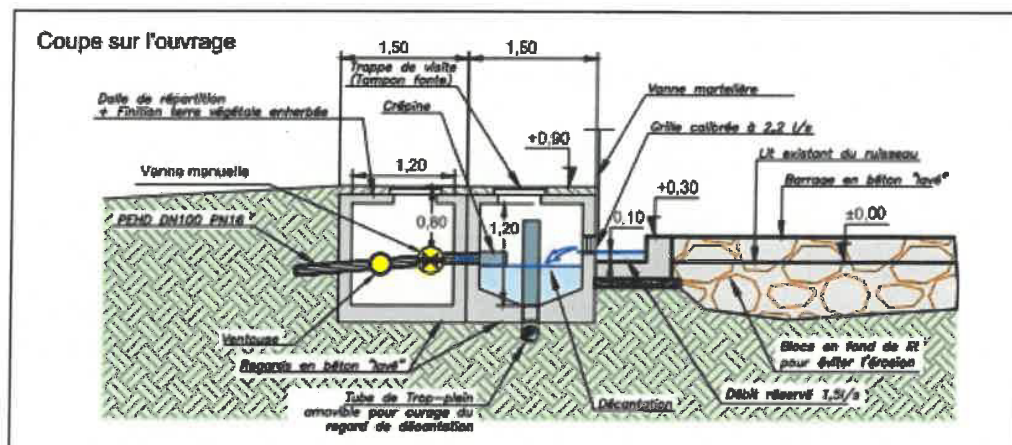 Coupe sur l'ouvrage
1,50
1,50
Trappe de visite
(Tampon fonte)
Vanne martelière
Dalle de répartition
+ Finition terre végétale enherbée
Crépine
Grille calibrée à 2,2 l/s
+0,90
Lit existant du ruisseau
Vanne manuelle
1,20
Barrage en béton "lavé"
+0,30
PEHD DN100 PN16
0,80
1,20
0,10
±0,00
Ventouse
Regards en béton "lavé"
Blocs en fond de lit
pour éviter l'érosion
Tube de Trop-plein
amovible pour curage du
regard de décantation
Décantation
Débit réservé 1,5l/s